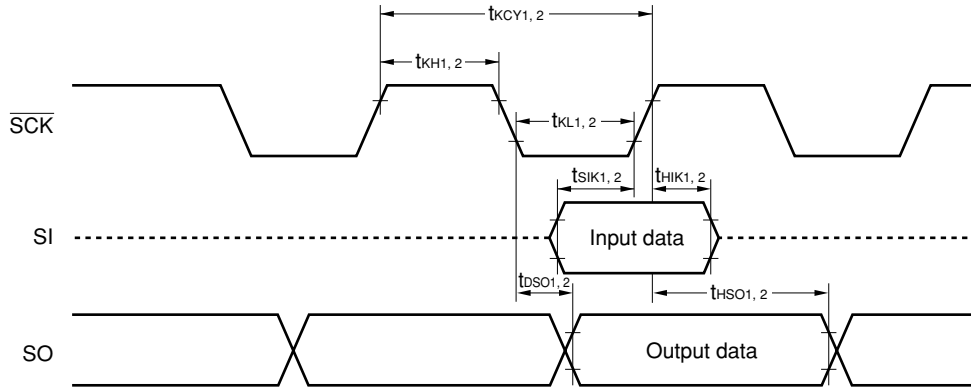 tKCY1, 2
tKH1, 2
SCK
tKL1, 2
tSIK1, 2
tHIK1, 2
SI
Input data
tDSO1, 2
tHSO1, 2
SO
Output data